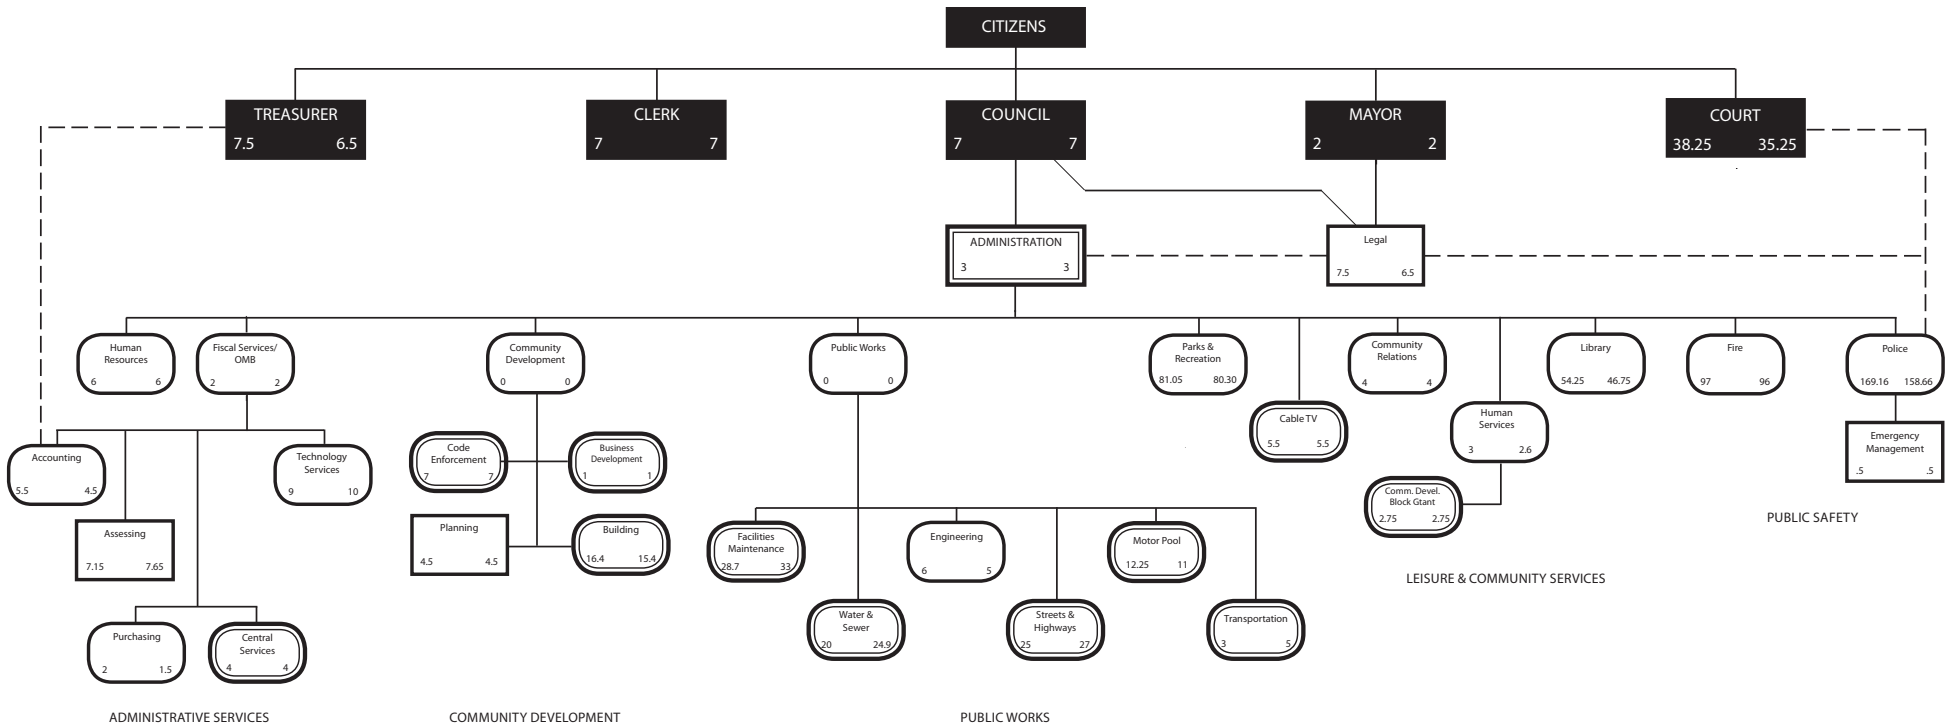 CITIZENS
TREASURER
7.5 6.5
CLERK
7 7
COUNCIL
7 7
MAYOR
2 2
COURT
38.25 35.25
ADMINISTRATION
3 3
Legal
7.5 6.5
Human
Resources
6 6
Fiscal Services/
OMB
2 2
Community
Development
0 0
Public Works
0 0
Parks &
Recreation
81.05 80.30
Community
Relations
4 4
Library
54.25 46.75
Fire
97 96
Police
169.16 158.66
Cable TV
5.5 5.5
Human
Services
3 2.6
Emergency
Management
.5 .5
Accounting
5.5 4.5
Technology
Services
9 10
Code
Enforcement
7 7
Business
Development
1 1
Comm. Devel.
Block Gtant
2.75 2.75
PUBLIC SAFETY
Assessing
7.15 7.65
Planning
4.5 4.5
Building
16.4 15.4
Facilities
Maintenance
28.7 33
Engineering
6 5
Motor Pool
12.25 11
LEISURE & COMMUNITY SERVICES
Purchasing
2 1.5
Central
Services
4 4
Water &
Sewer
20 24.9
Streets &
Highways
25 27
Transportation
3 5
ADMINISTRATIVE SERVICES
COMMUNITY DEVELOPMENT
PUBLIC WORKS